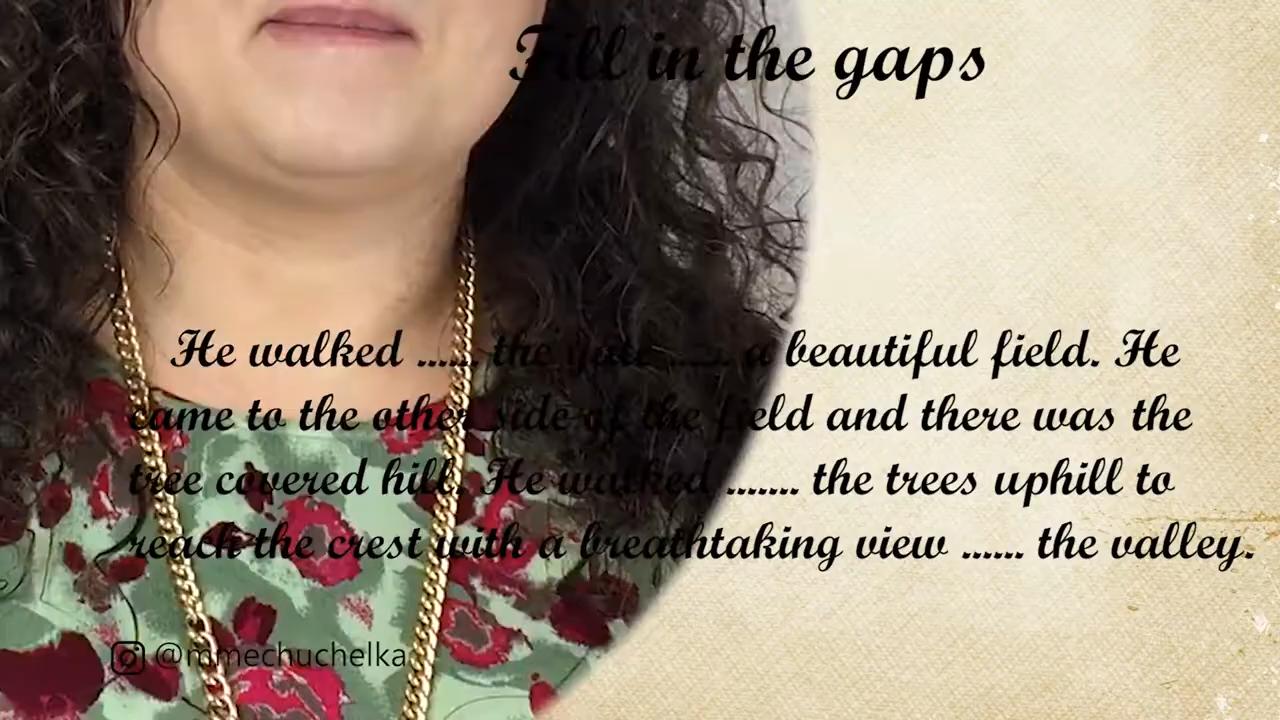 Fill in the gaps
He walked ...... the gate ...... a beautiful field. He
came to the other side of the field and there was the
tree covered hill. He walked ....... the trees uphill to
reach the crest with a breathtaking view ...... the valley.
@mmechuchelka